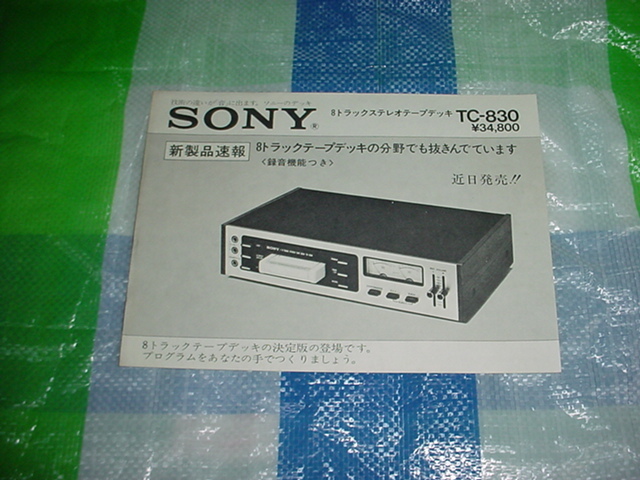 技術の違いが音に出ます。ソニーのデッキ
SONY®
8トラックステレオテープデッキ TC-830
¥34,800
新製品速報
8トラックテープデッキの分野でも抜きんでています
〈録音機能つき〉
近日発売!!
SONY
8トラックテープデッキの決定版の登場です。
プログラムをあなたの手でつくりましょう。